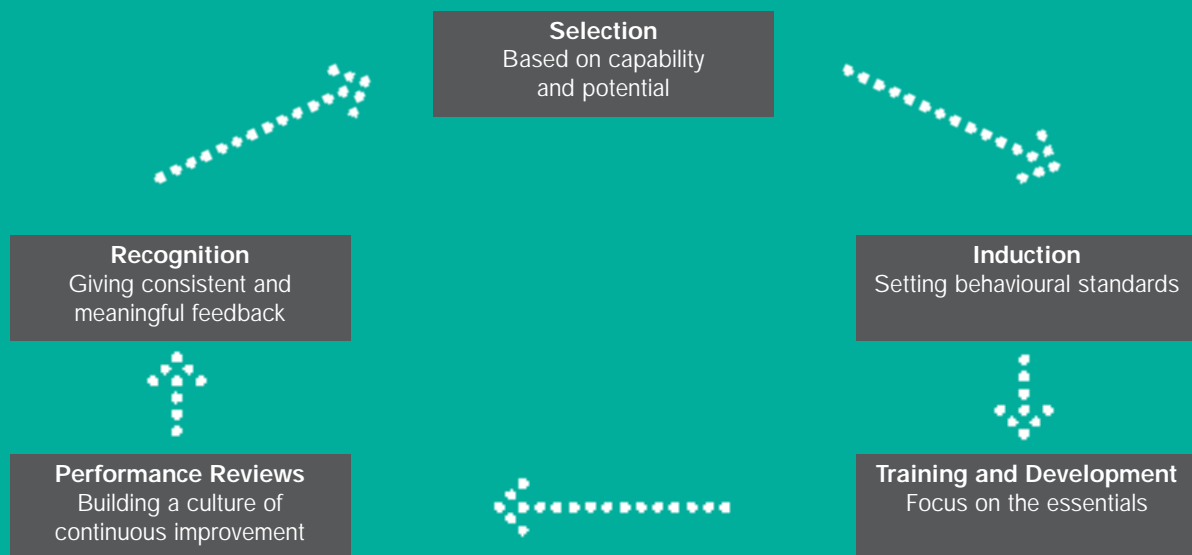 Selection
Based on capability
and potential
Recognition
Giving consistent and
meaningful feedback
Induction
Setting behavioural standards
Performance Reviews
Building a culture of
continuous improvement
Training and Development
Focus on the essentials